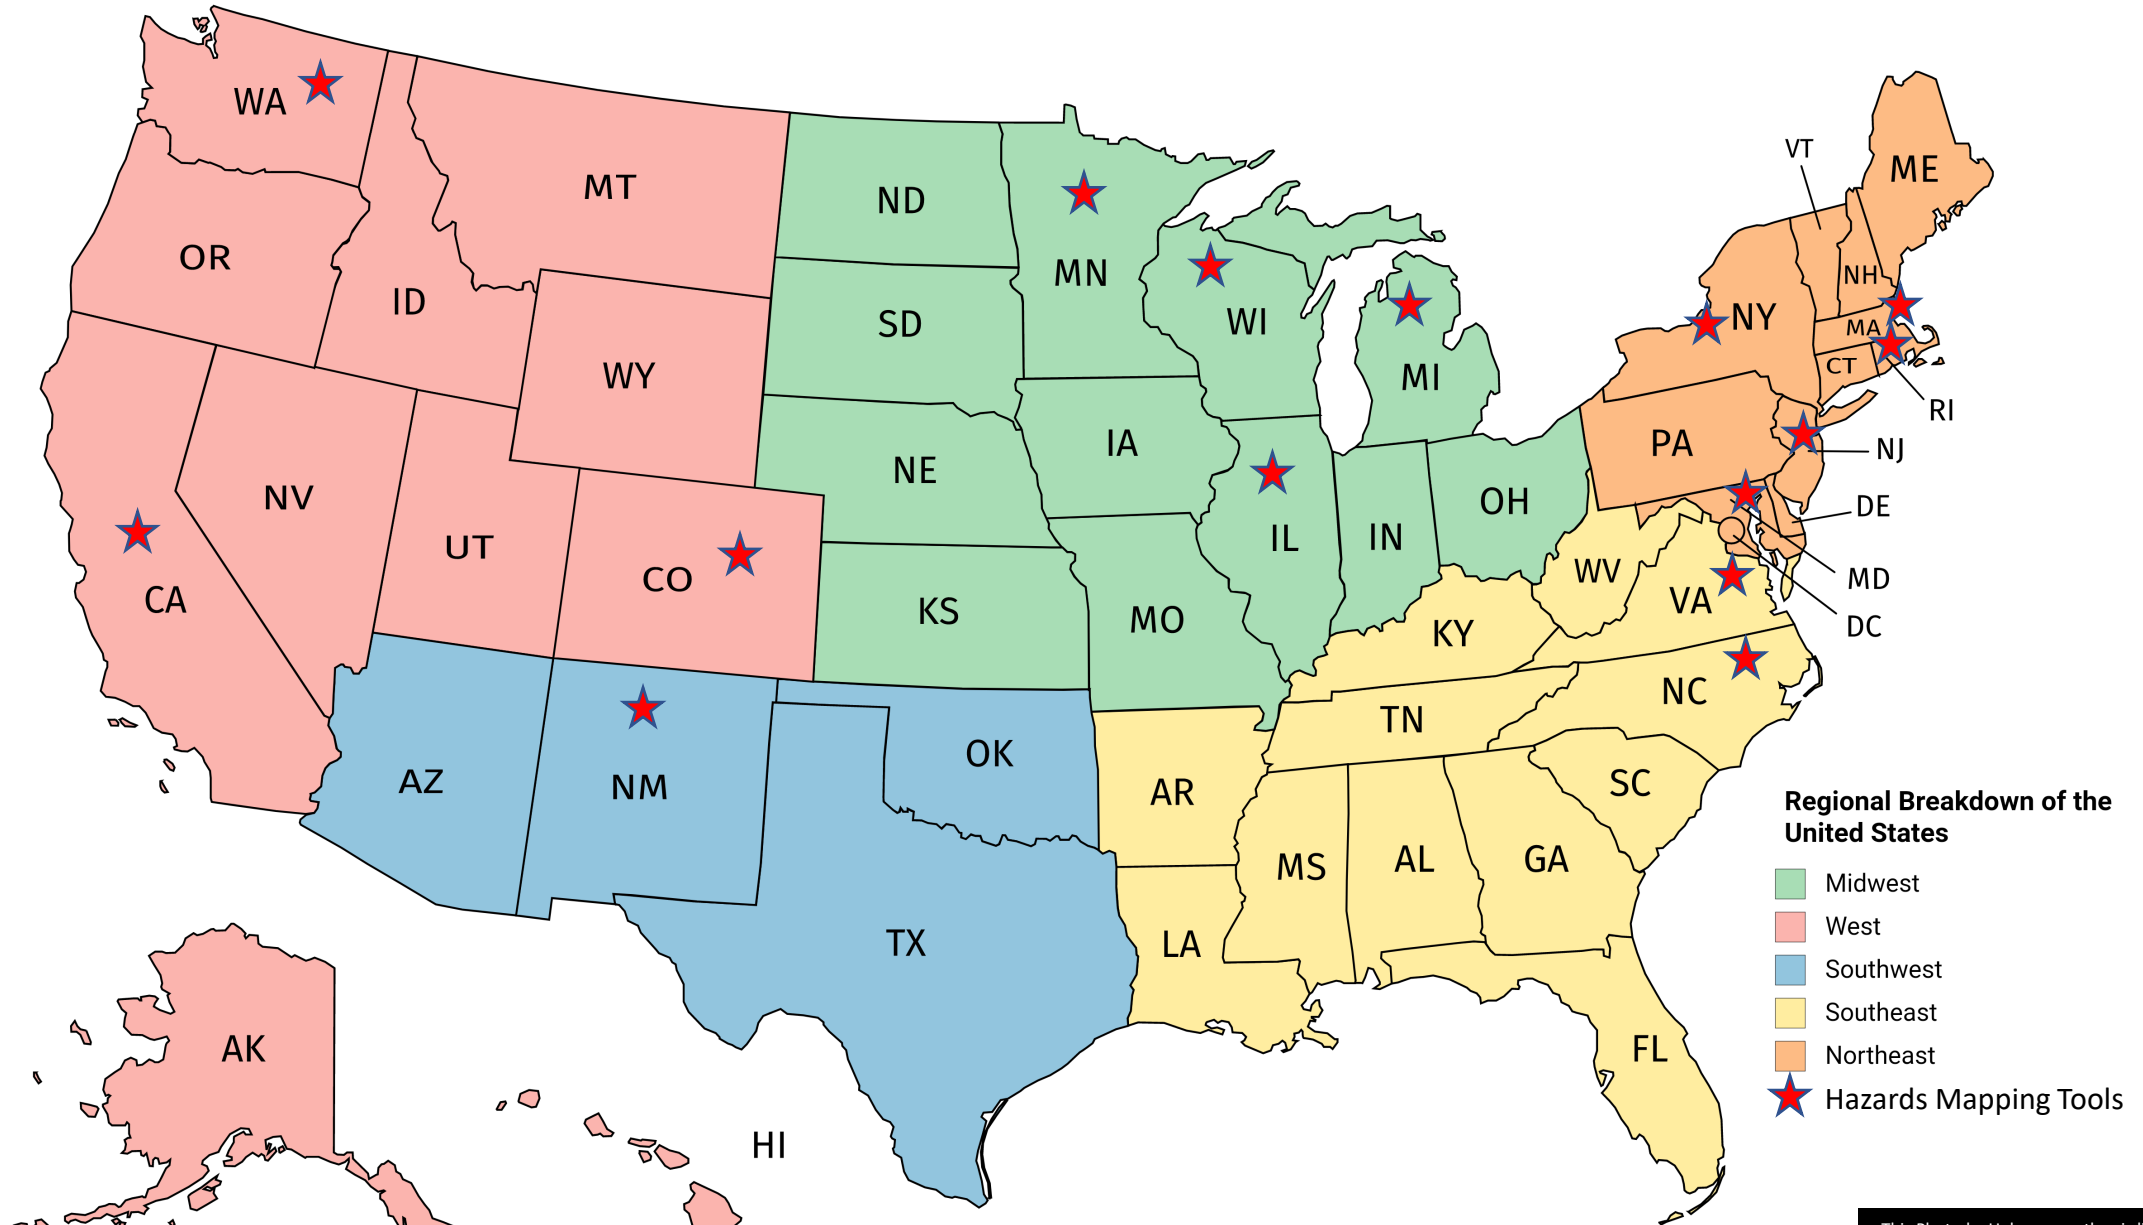 WA
MT
ND
MN
VT
ME
OR
ID
SD
WI
NH
NY
MA
WY
MI
CT
RI
NV
UT
CO
NE
IA
IL
IN
OH
PA
NJ
DE
CA
KS
MO
KY
WV
VA
MD
DC
AZ
NM
OK
AR
TN
NC
SC
TX
LA
MS
AL
GA
FL
AK
HI
Regional Breakdown of the
United States
Midwest
West
Southwest
Southeast
Northeast
Hazards Mapping Tools